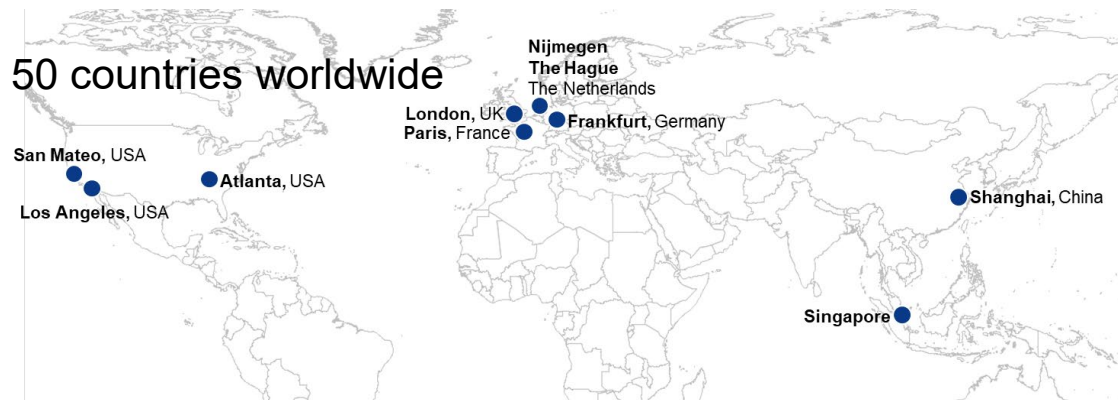 50 countries worldwide
Nijmegen
The Hague
The Netherlands
London, UK
Paris, France
Frankfurt, Germany
San Mateo, USA
Los Angeles, USA
Atlanta, USA
Shanghai, China
Singapore